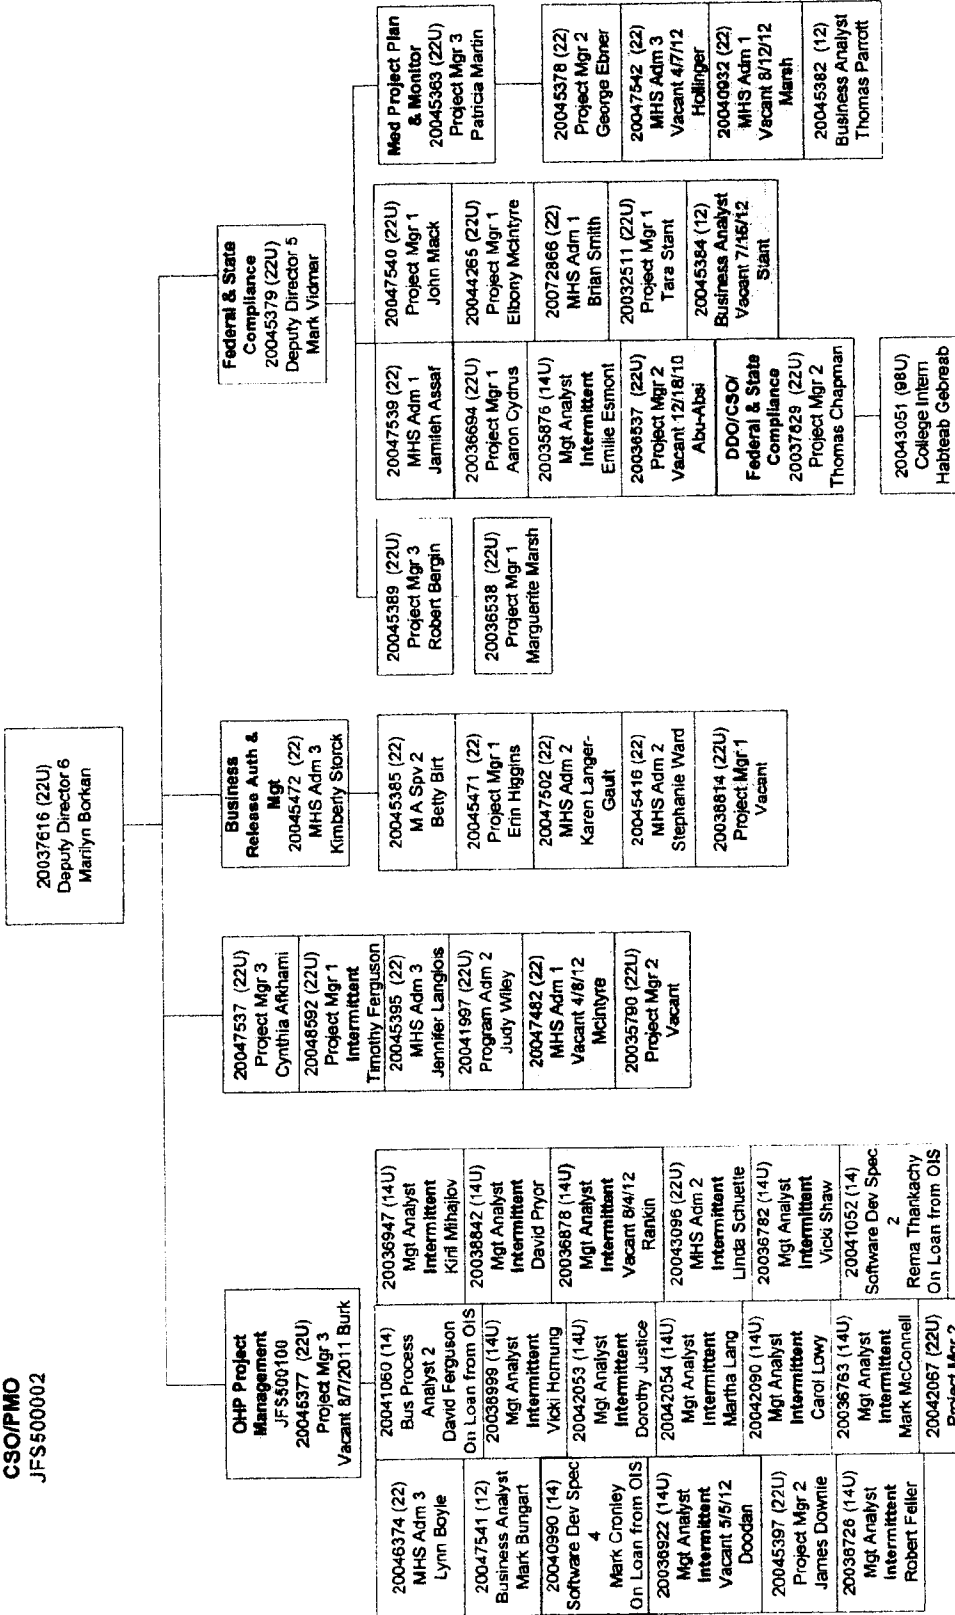 CSO/PMO
JFS500002
20037616 (22U)
Deputy Director 6
Marilyn Borkan
OHP Project
Management
JFS500100
20045377 (22U)
Project Mgr 3
Vacant 8/7/2011 Burk
20046374 (22)
MHS Adm 3
Lynn Boyle
20047541 (12)
Business Analyst
Mark Bungart
20040990 (14)
Software Dev Spec
4
Mark Cronley
On Loan from OIS
20036922 (14U)
Mgt Analyst
Intermittent
Vacant 5/5/12
Doodan
20045397 (22U)
Project Mgr 2
James Downie
20036726 (14U)
Mgt Analyst
Intermittent
Robert Feller
20041060 (14)
Bus Process
Analyst 2
David Ferguson
On Loan from OIS
20036999 (14U)
Mgt Analyst
Intermittent
Vicki Hornung
20042053 (14U)
Mgt Analyst
Intermittent
Dorothy Justice
20042054 (14U)
Mgt Analyst
Intermittent
Martha Lang
20042090 (14U)
Mgt Analyst
Intermittent
Carol Lowy
20036763 (14U)
Mgt Analyst
Intermittent
Mark McConnell
20042067 (22U)
Project Mgr 2
20036947 (14U)
Mgt Analyst
Intermittent
Kiril Mihajlov
20038842 (14U)
Mgt Analyst
Intermittent
David Pryor
20036878 (14U)
Mgt Analyst
Intermittent
Vacant 8/4/12
Rankin
20043096 (22U)
MHS Adm 2
Intermittent
Linda Schuette
20036782 (14U)
Mgt Analyst
Intermittent
Vicki Shaw
20041052 (14)
Software Dev Spec
2
Rema Thankachy
On Loan from OIS
20047537 (22U)
Project Mgr 3
Cynthia Afkhami
20048592 (22U)
Project Mgr 1
Intermittent
Timothy Ferguson
20045395 (22)
MHS Adm 3
Jennifer Langlois
20041997 (22U)
Program Adm 2
Judy Wiley
20047482 (22)
MHS Adm 1
Vacant 4/8/12
McIntyre
20035790 (22U)
Project Mgr 2
Vacant
Business
Release Auth &
Mgt
20045472 (22)
MHS Adm 3
Kimberly Storck
20045385 (22)
M A Spv 2
Betty Birt
20045471 (22)
Project Mgr 1
Erin Higgins
20047502 (22)
MHS Adm 2
Karen Langer-
Gault
20045416 (22)
MHS Adm 2
Stephanie Ward
20038814 (22U)
Project Mgr 1
Vacant
Federal & State
Compliance
20045379 (22U)
Deputy Director 5
Mark Vidmar
20045389 (22U)
Project Mgr 3
Robert Bergin
20036538 (22U)
Project Mgr 1
Marguerite Marsh
20047539 (22)
MHS Adm 1
Jamileh Assaf
20036694 (22U)
Project Mgr 1
Aaron Cydrus
20035876 (14U)
Mgt Analyst
Intermittent
Emilie Esmont
20036537 (22U)
Project Mgr 2
Vacant 12/18/10
Abu-Absi
DDO/CSO/
Federal & State
Compliance
20037829 (22U)
Project Mgr 2
Thomas Chapman
20043051 (98U)
College Intern
Habteab Gebreab
20047540 (22U)
Project Mgr 1
John Mack
20044265 (22U)
Project Mgr 1
Elbony McIntyre
20072866 (22)
MHS Adm 1
Brian Smith
20032511 (22U)
Project Mgr 1
Tara Stant
20045384 (12)
Business Analyst
Vacant 7/15/12
Stant
Med Project Plan
& Monitor
20045363 (22U)
Project Mgr 3
Patricia Martin
20045378 (22)
Project Mgr 2
George Ebner
20047542 (22)
MHS Adm 3
Vacant 4/7/12
Hollinger
20040932 (22)
MHS Adm 1
Vacant 8/12/12
Marsh
20045382 (12)
Business Analyst
Thomas Parrott